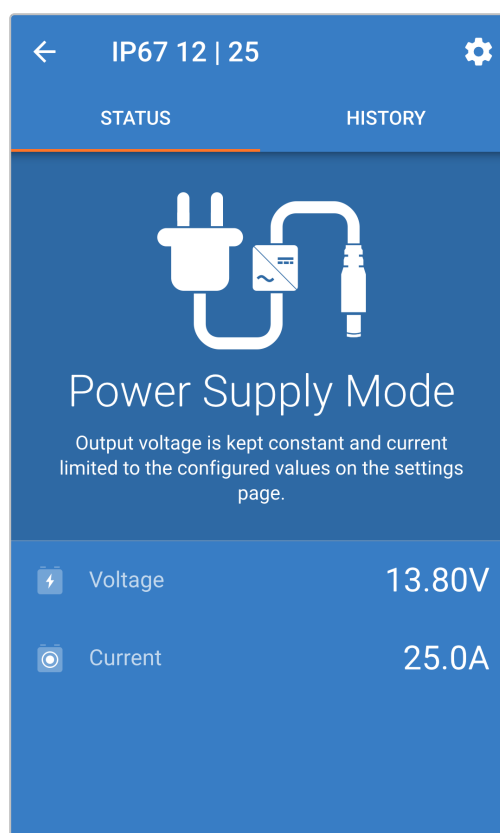 IP67 12 | 25
STATUS
HISTORY
Power Supply Mode
Output voltage is kept constant and current
limited to the configured values on the settings
page.
Voltage
13.80V
Current
25.0A